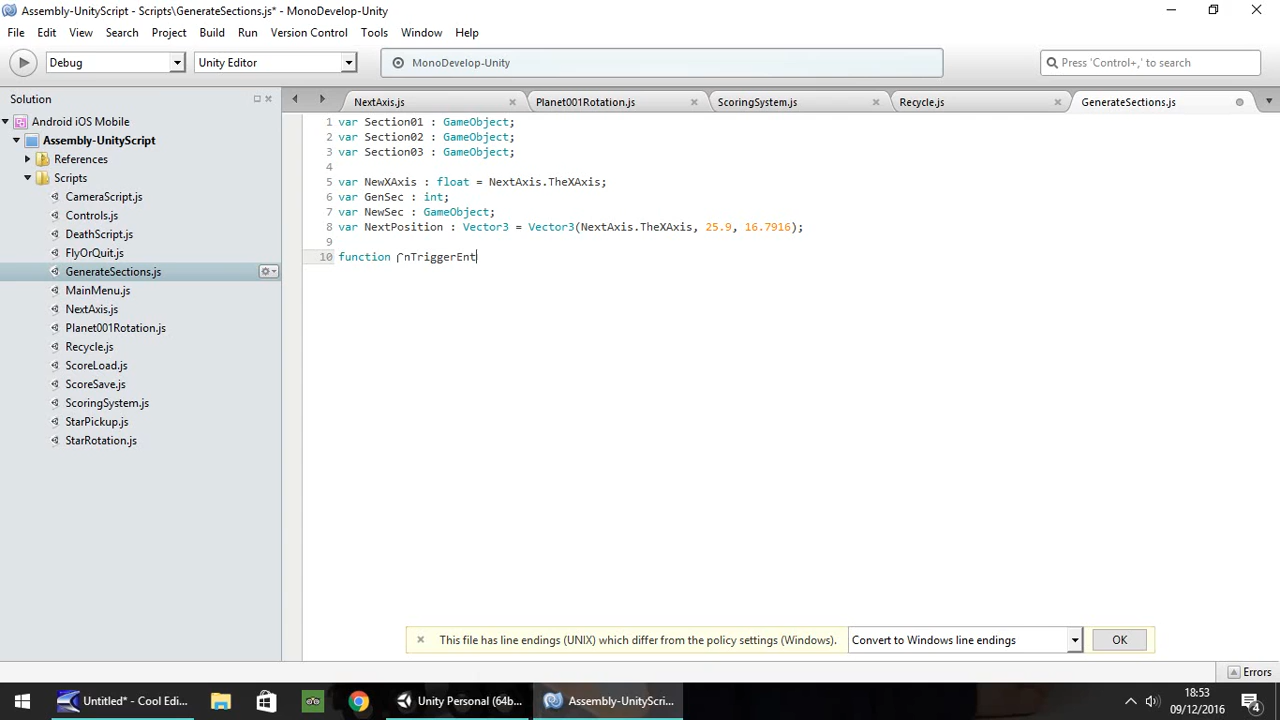 Assembly-UnityScript - Scripts\GenerateSections.js* - MonoDevelop-Unity
File Edit View Search Project Build Run Version Control Tools Window Help
Debug Unity Editor MonoDevelop-Unity Press 'Control+,' to search
Solution
NextAxis.js Planet001Rotation.js ScoringSystem.js Recycle.js GenerateSections.js
Android iOS Mobile
Assembly-UnityScript
References
Scripts
CameraScript.js
Controls.js
DeathScript.js
FlyOrQuit.js
GenerateSections.js
MainMenu.js
NextAxis.js
Planet001Rotation.js
Recycle.js
ScoreLoad.js
ScoreSave.js
ScoringSystem.js
StarPickup.js
StarRotation.js
1 var Section01 : GameObject;
2 var Section02 : GameObject;
3 var Section03 : GameObject;
4
5 var NewXAxis : float = NextAxis.TheXAxis;
6 var GenSec : int;
7 var NewSec : GameObject;
8 var NextPosition : Vector3 = Vector3(NextAxis.TheXAxis, 25.9, 16.7916);
9
10 function OnTriggerEnt
This file has line endings (UNIX) which differ from the policy settings (Windows). Convert to Windows line endings OK
Errors
Untitled* - Cool Edi... Unity Personal (64b... Assembly-UnityScri...
18:53
09/12/2016
4